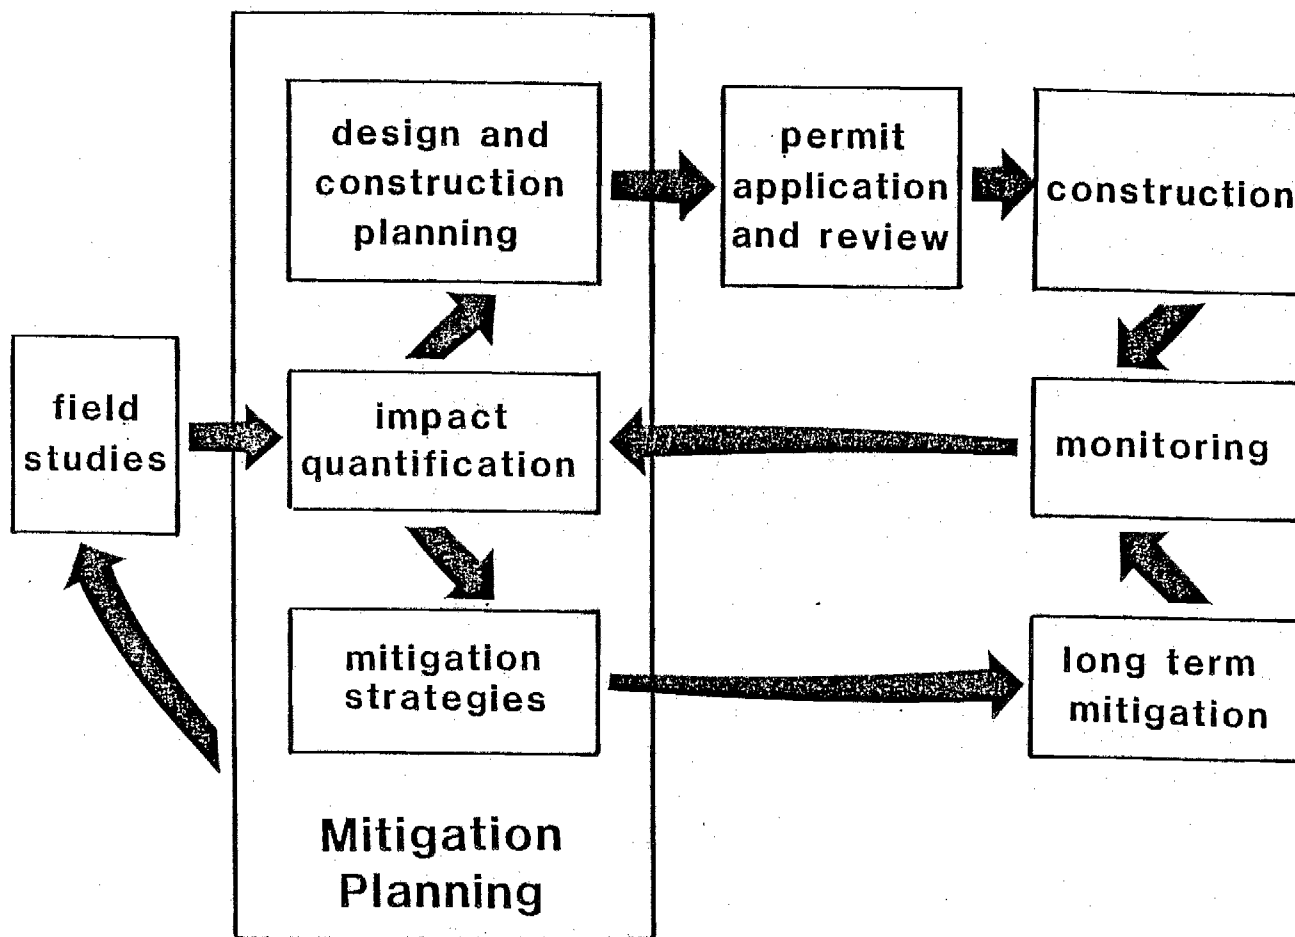 design and
construction
planning
permit
application
and review
construction
field
studies
impact
quantification
monitoring
mitigation
strategies
long term
mitigation
Mitigation
Planning